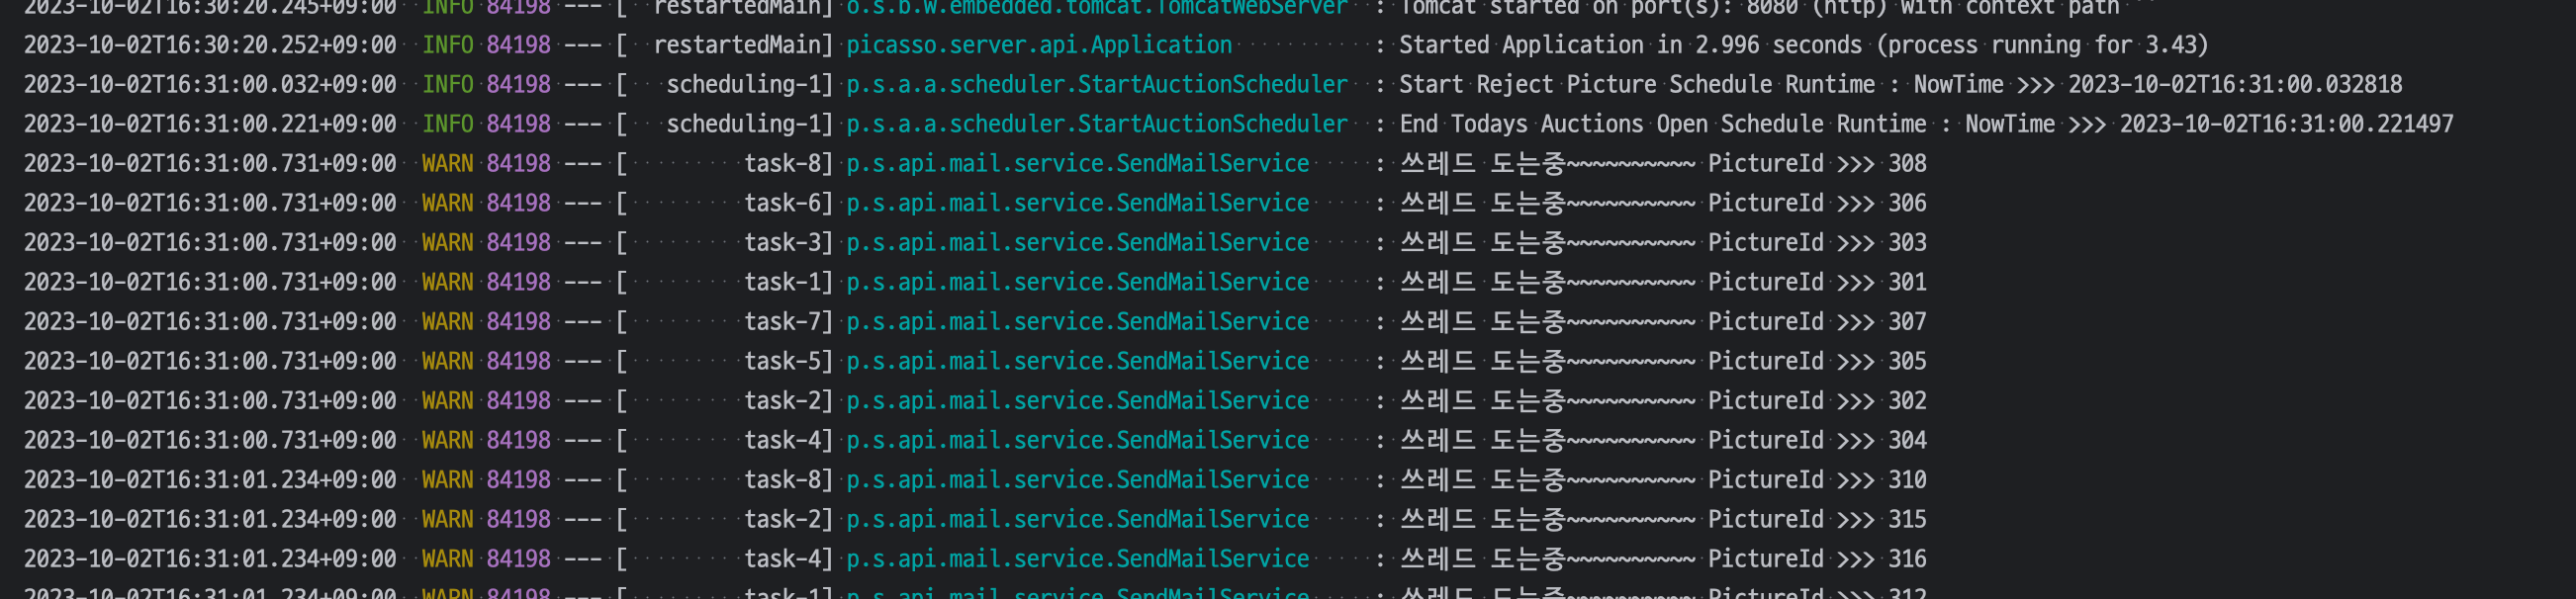 2023-10-02T16:30:20.245+09:00 INFO 84198 --- [ restartedMain] o.s.b.w.embedded.tomcat.TomcatWebServer : Tomcat started on port(s): 8080 (http) with context path ''
2023-10-02T16:30:20.252+09:00 INFO 84198 --- [ restartedMain] picasso.server.api.Application : Started Application in 2.996 seconds (process running for 3.43)
2023-10-02T16:31:00.032+09:00 INFO 84198 --- [ scheduling-1] p.s.a.a.scheduler.StartAuctionScheduler : Start Reject Picture Schedule Runtime : NowTime >>> 2023-10-02T16:31:00.032818
2023-10-02T16:31:00.221+09:00 INFO 84198 --- [ scheduling-1] p.s.a.a.scheduler.StartAuctionScheduler : End Todays Auctions Open Schedule Runtime : NowTime >>> 2023-10-02T16:31:00.221497
2023-10-02T16:31:00.731+09:00 WARN 84198 --- [ task-8] p.s.api.mail.service.SendMailService : 쓰레드 도는중~~~~~~~~~~ PictureId >>> 308
2023-10-02T16:31:00.731+09:00 WARN 84198 --- [ task-6] p.s.api.mail.service.SendMailService : 쓰레드 도는중~~~~~~~~~~ PictureId >>> 306
2023-10-02T16:31:00.731+09:00 WARN 84198 --- [ task-3] p.s.api.mail.service.SendMailService : 쓰레드 도는중~~~~~~~~~~ PictureId >>> 303
2023-10-02T16:31:00.731+09:00 WARN 84198 --- [ task-1] p.s.api.mail.service.SendMailService : 쓰레드 도는중~~~~~~~~~~ PictureId >>> 301
2023-10-02T16:31:00.731+09:00 WARN 84198 --- [ task-7] p.s.api.mail.service.SendMailService : 쓰레드 도는중~~~~~~~~~~ PictureId >>> 307
2023-10-02T16:31:00.731+09:00 WARN 84198 --- [ task-5] p.s.api.mail.service.SendMailService : 쓰레드 도는중~~~~~~~~~~ PictureId >>> 305
2023-10-02T16:31:00.731+09:00 WARN 84198 --- [ task-2] p.s.api.mail.service.SendMailService : 쓰레드 도는중~~~~~~~~~~ PictureId >>> 302
2023-10-02T16:31:00.731+09:00 WARN 84198 --- [ task-4] p.s.api.mail.service.SendMailService : 쓰레드 도는중~~~~~~~~~~ PictureId >>> 304
2023-10-02T16:31:01.234+09:00 WARN 84198 --- [ task-8] p.s.api.mail.service.SendMailService : 쓰레드 도는중~~~~~~~~~~ PictureId >>> 310
2023-10-02T16:31:01.234+09:00 WARN 84198 --- [ task-2] p.s.api.mail.service.SendMailService : 쓰레드 도는중~~~~~~~~~~ PictureId >>> 315
2023-10-02T16:31:01.234+09:00 WARN 84198 --- [ task-4] p.s.api.mail.service.SendMailService : 쓰레드 도는중~~~~~~~~~~ PictureId >>> 316
2023-10-02T16:31:01.234+09:00 WARN 84198 --- [ task-1] p.s.api.mail.service.SendMailService : 쓰레드 도는중~~~~~~~~~~ PictureId >>> 312